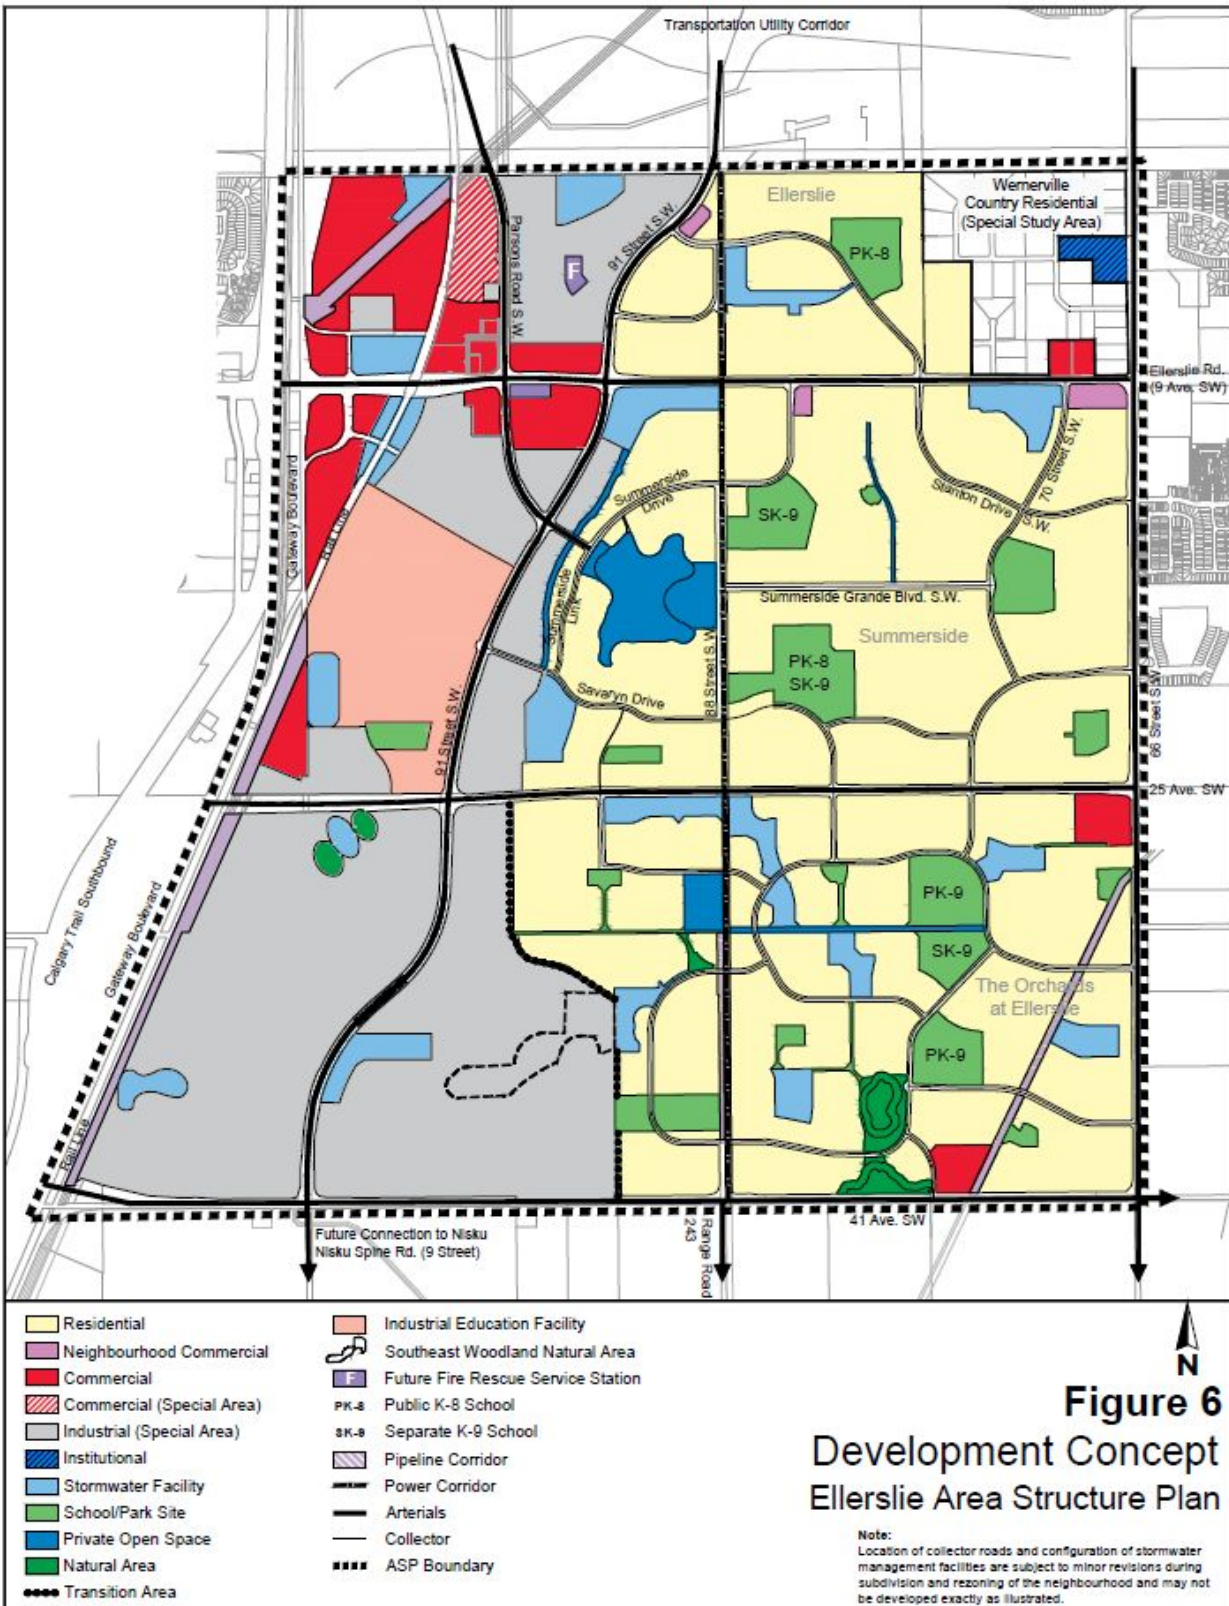 Transportation Utility Corridor
Ellerslie
Wernerville
Country Residential
(Special Study Area)
Parsons Road S.W.
91 Street S.W.
PK-8
F
Ellerslie Rd.
(9 Ave. SW)
Gateway Boulevard
Rail Line
Summerside
Drive
70 Street S.W.
Stanton Drive S.W.
SK-9
Summerside
Link
Summerside Grande Blvd. S.W.
Summerside
PK-8
SK-9
88 Street S.W.
Savaryn Drive
66 Street S.W.
91 Street S.W.
25 Ave. SW
Calgary Trail Southbound
Gateway Boulevard
PK-9
SK-9
The Orchards
at Ellerslie
PK-9
Rail Line
41 Ave. SW
Future Connection to Nisku
Nisku Spine Rd. (9 Street)
Range Road
243
Residential
Neighbourhood Commercial
Commercial
Commercial (Special Area)
Industrial (Special Area)
Institutional
Stormwater Facility
School/Park Site
Private Open Space
Natural Area
Transition Area
Industrial Education Facility
Southeast Woodland Natural Area
F
Future Fire Rescue Service Station
PK-8 Public K-8 School
SK-9 Separate K-9 School
Pipeline Corridor
Power Corridor
Arterials
Collector
ASP Boundary
N
Figure 6
Development Concept
Ellerslie Area Structure Plan
Note:
Location of collector roads and configuration of stormwater
management facilities are subject to minor revisions during
subdivision and rezoning of the neighbourhood and may not
be developed exactly as illustrated.